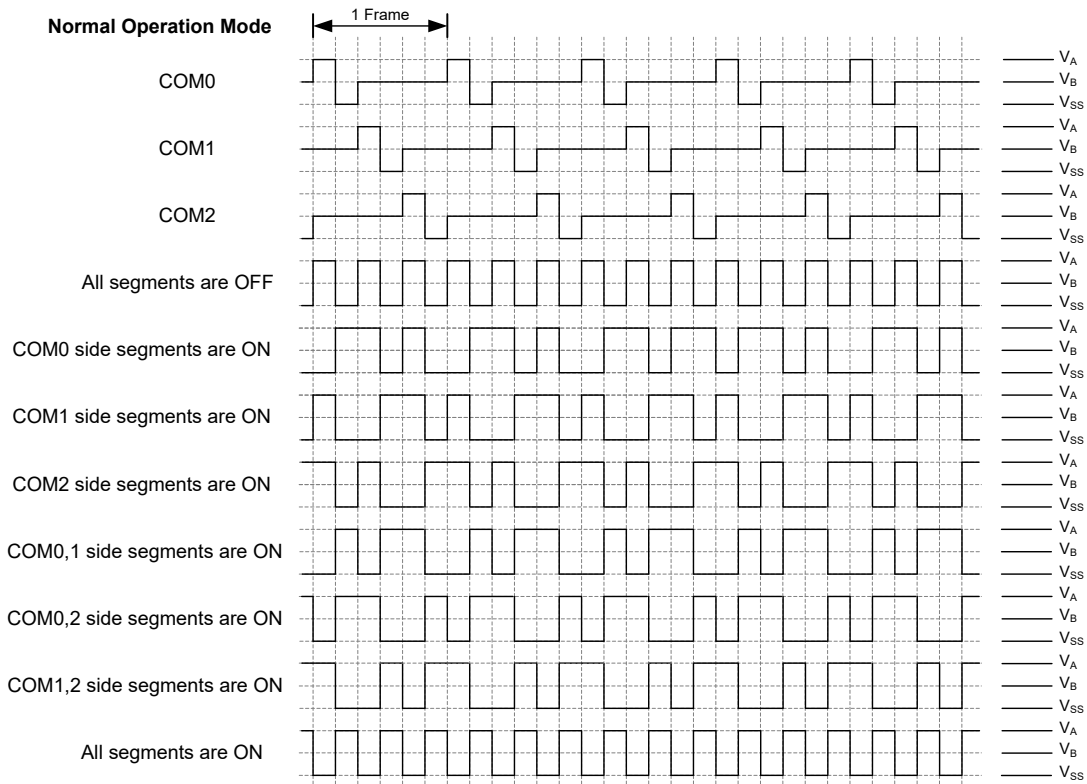 1 Frame
Normal Operation Mode
COM0
VA
VB
VSS
COM1
VA
VB
VSS
COM2
VA
VB
VSS
All segments are OFF
VA
VB
VSS
COM0 side segments are ON
VA
VB
VSS
COM1 side segments are ON
VA
VB
VSS
COM2 side segments are ON
VA
VB
VSS
COM0,1 side segments are ON
VA
VB
VSS
COM0,2 side segments are ON
VA
VB
VSS
COM1,2 side segments are ON
VA
VB
VSS
All segments are ON
VA
VB
VSS